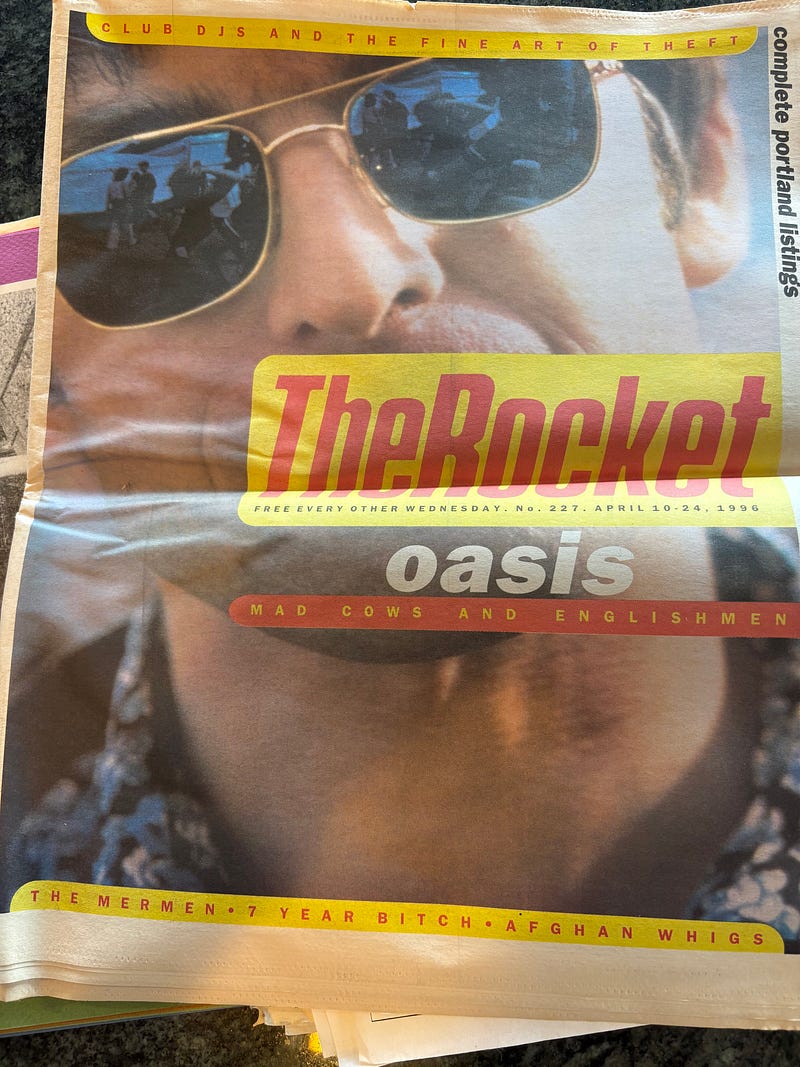 CLUB DJS AND THE FINE ART OF THEFT
complete portland listings
TheRocket
FREE EVERY OTHER WEDNESDAY. No. 227. APRIL 10-24, 1996
oasis
MAD COWS AND ENGLISHMEN
THE MERMEN • 7 YEAR BITCH • AFGHAN WHIGS